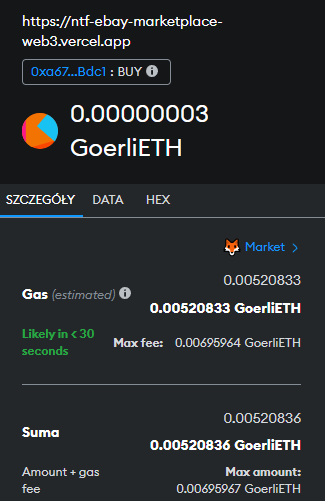 https://ntf-ebay-marketplace-
web3.vercel.app
0xa67...Bdc1 : BUY
0.00000003
GoerliETH
SZCZEGÓŁY DATA HEX
Market >
0.00520833
Gas (estimated) 0.00520833 GoerliETH
Likely in < 30
seconds
Max fee: 0.00695964 GoerliETH
0.00520836
Suma 0.00520836 GoerliETH
Amount + gas
fee
Max amount:
0.00695967 GoerliETH